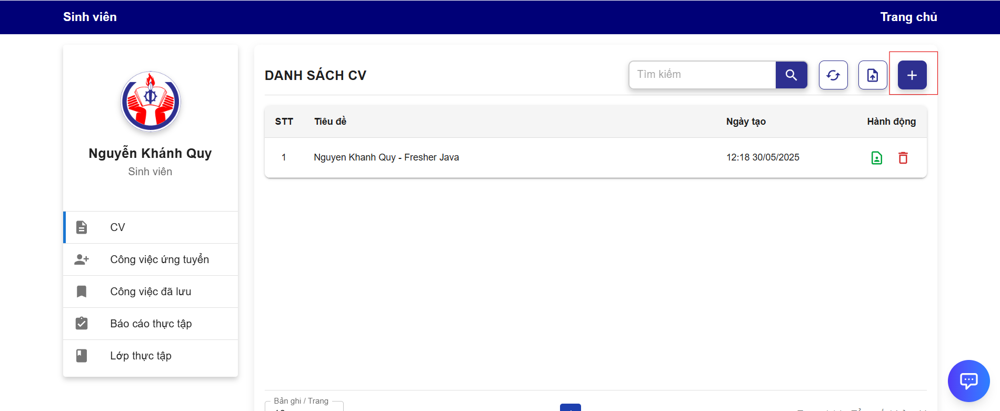 Sinh viên
Trang chủ
Nguyễn Khánh Quy
Sinh viên
CV
Công việc ứng tuyển
Công việc đã lưu
Báo cáo thực tập
Lớp thực tập
DANH SÁCH CV
Tìm kiếm
STT Tiêu đề Ngày tạo Hành động
1 Nguyen Khanh Quy - Fresher Java 12:18 30/05/2025
Bản ghi / Trang